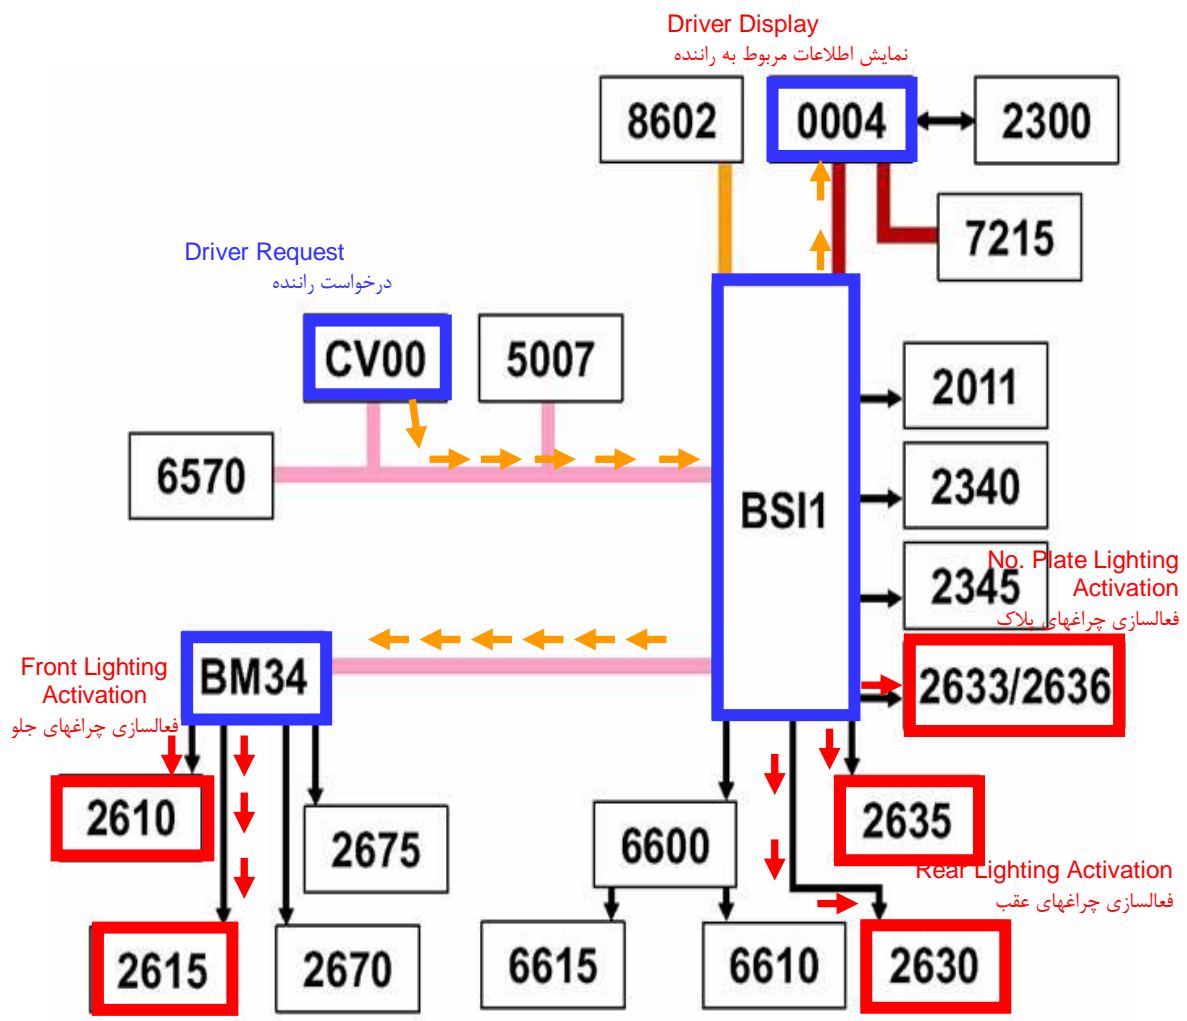 Driver Display
نمایش اطلاعات مربوط به راننده
8602
0004
2300
7215
Driver Request
درخواست راننده
CV00
5007
6570
BSI1
2011
2340
2345
No. Plate Lighting
Activation
فعالسازی چراغهای پلاک
2633/2636
BM34
Front Lighting
Activation
فعالسازی چراغهای جلو
2610
2675
2615
2670
6600
6615
6610
2635
Rear Lighting Activation
فعالسازی چراغهای عقب
2630